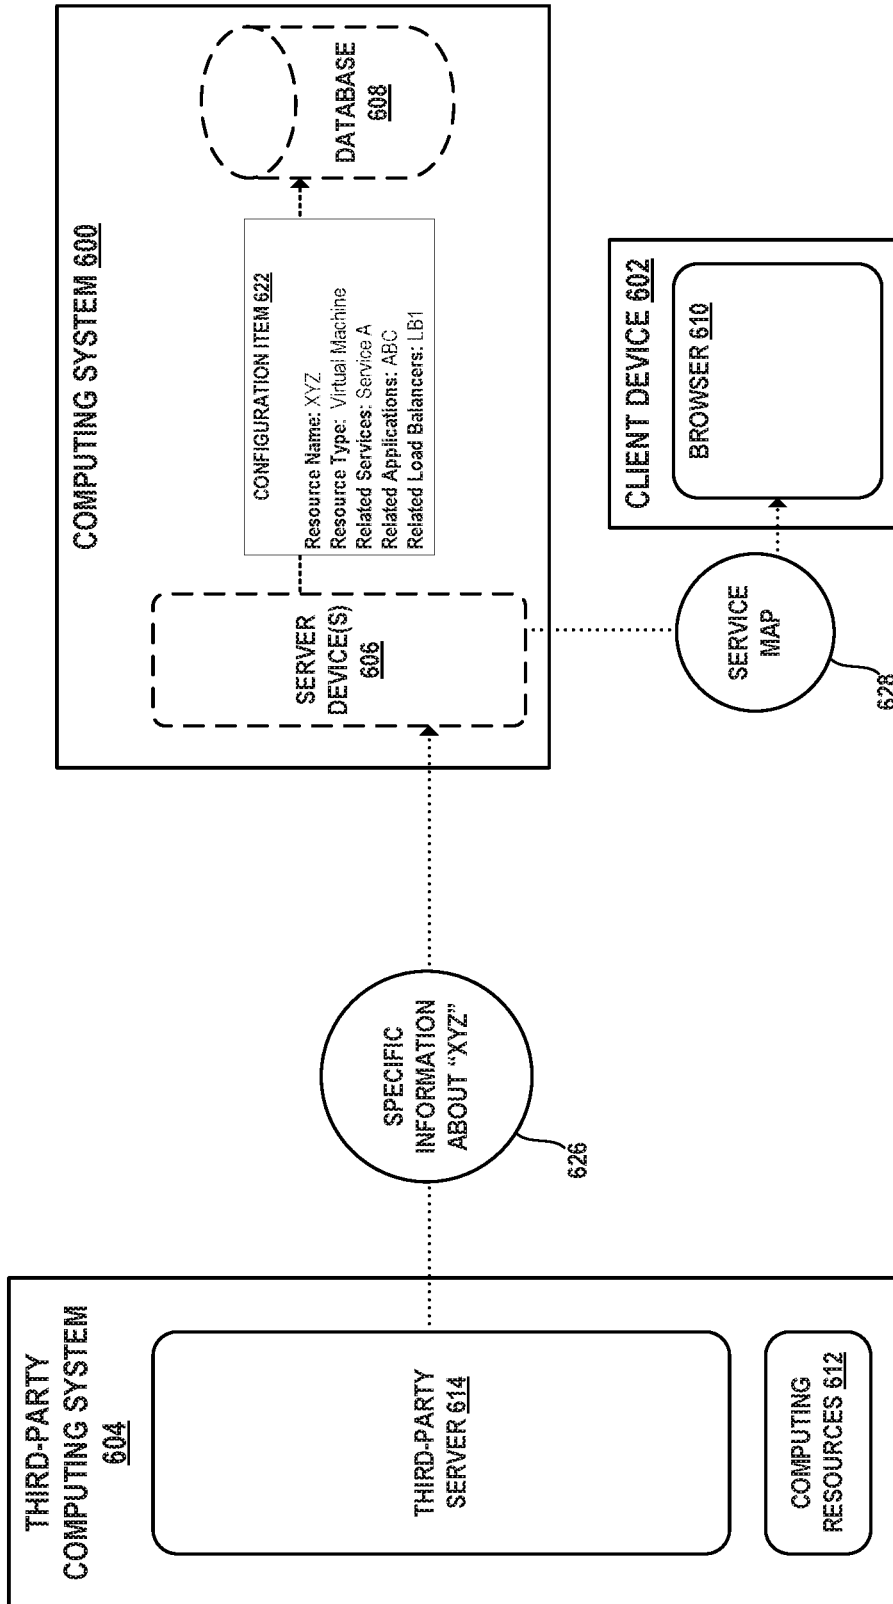 THIRD-PARTY
COMPUTING SYSTEM
604
THIRD-PARTY
SERVER 614
COMPUTING
RESOURCES 612
SPECIFIC
INFORMATION
ABOUT “XYZ”
626
COMPUTING SYSTEM 600
SERVER
DEVICE(S)
606
CONFIGURATION ITEM 622
Resource Name: XYZ
Resource Type: Virtual Machine
Related Services: Service A
Related Applications: ABC
Related Load Balancers: LB1
DATABASE
608
SERVICE
MAP
628
CLIENT DEVICE 602
BROWSER 610